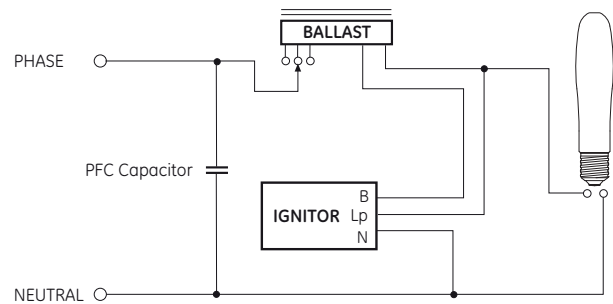 BALLAST
PHASE
PFC Capacitor
B
IGNITOR Lp
N
NEUTRAL